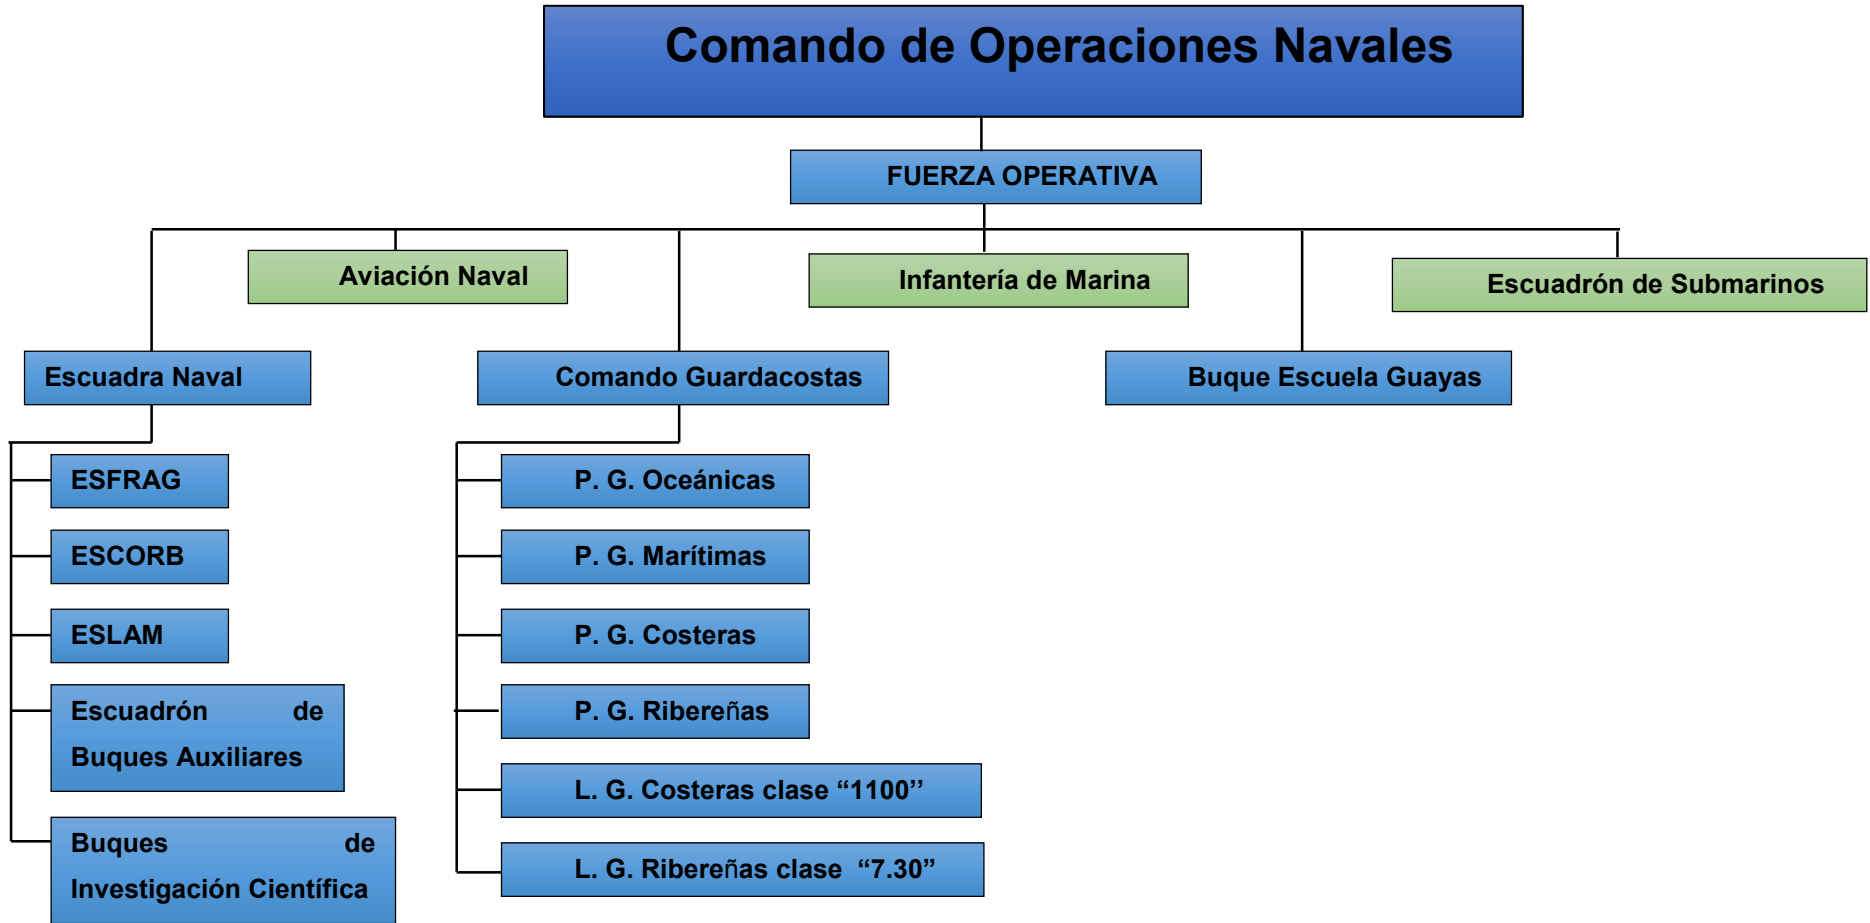 Comando de Operaciones Navales
FUERZA OPERATIVA
Aviación Naval
Infantería de Marina
Escuadrón de Submarinos
Escuadra Naval
Comando Guardacostas
Buque Escuela Guayas
ESFRAG
ESCORB
ESLAM
Escuadrón de
Buques Auxiliares
Buques de
Investigación Científica
P. G. Oceánicas
P. G. Marítimas
P. G. Costeras
P. G. Ribereñas
L. G. Costeras clase “1100’’
L. G. Ribereñas clase “7.30”